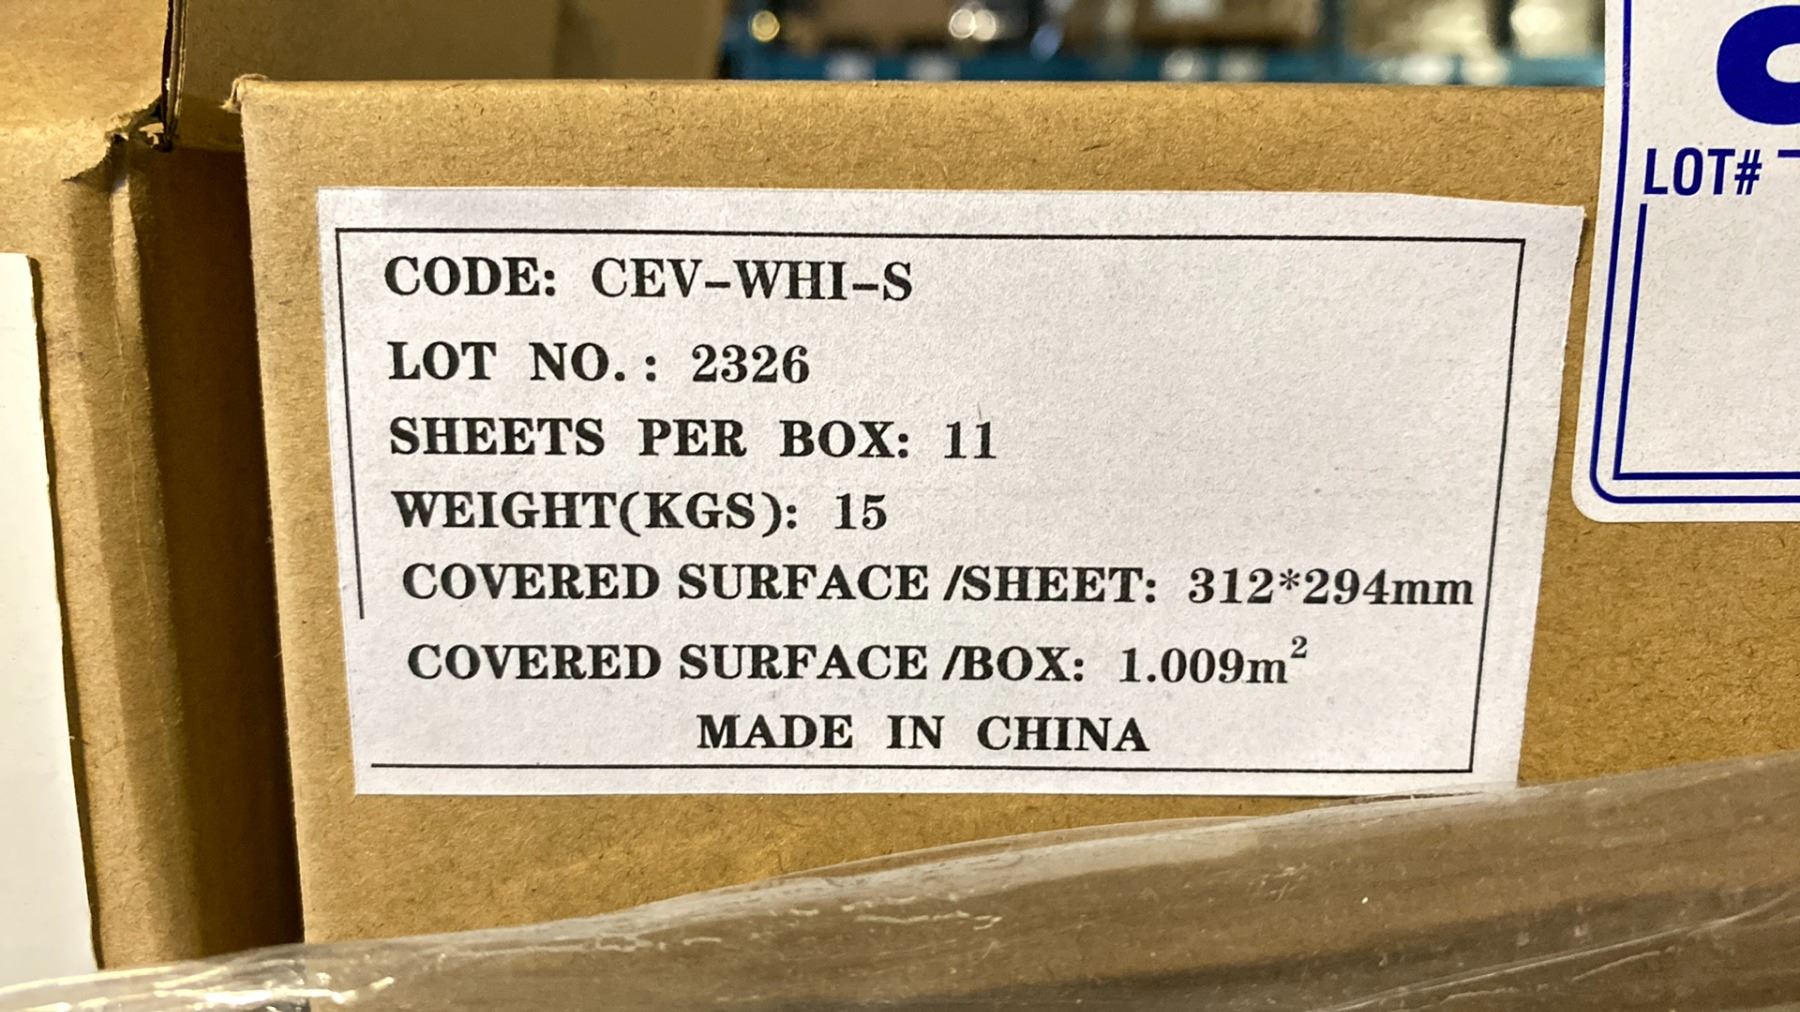 CODE: CEV-WHI-S
LOT NO.: 2326
SHEETS PER BOX: 11
WEIGHT(KGS): 15
COVERED SURFACE /SHEET: 312*294mm
COVERED SURFACE /BOX: 1.009m²
MADE IN CHINA
LOT#